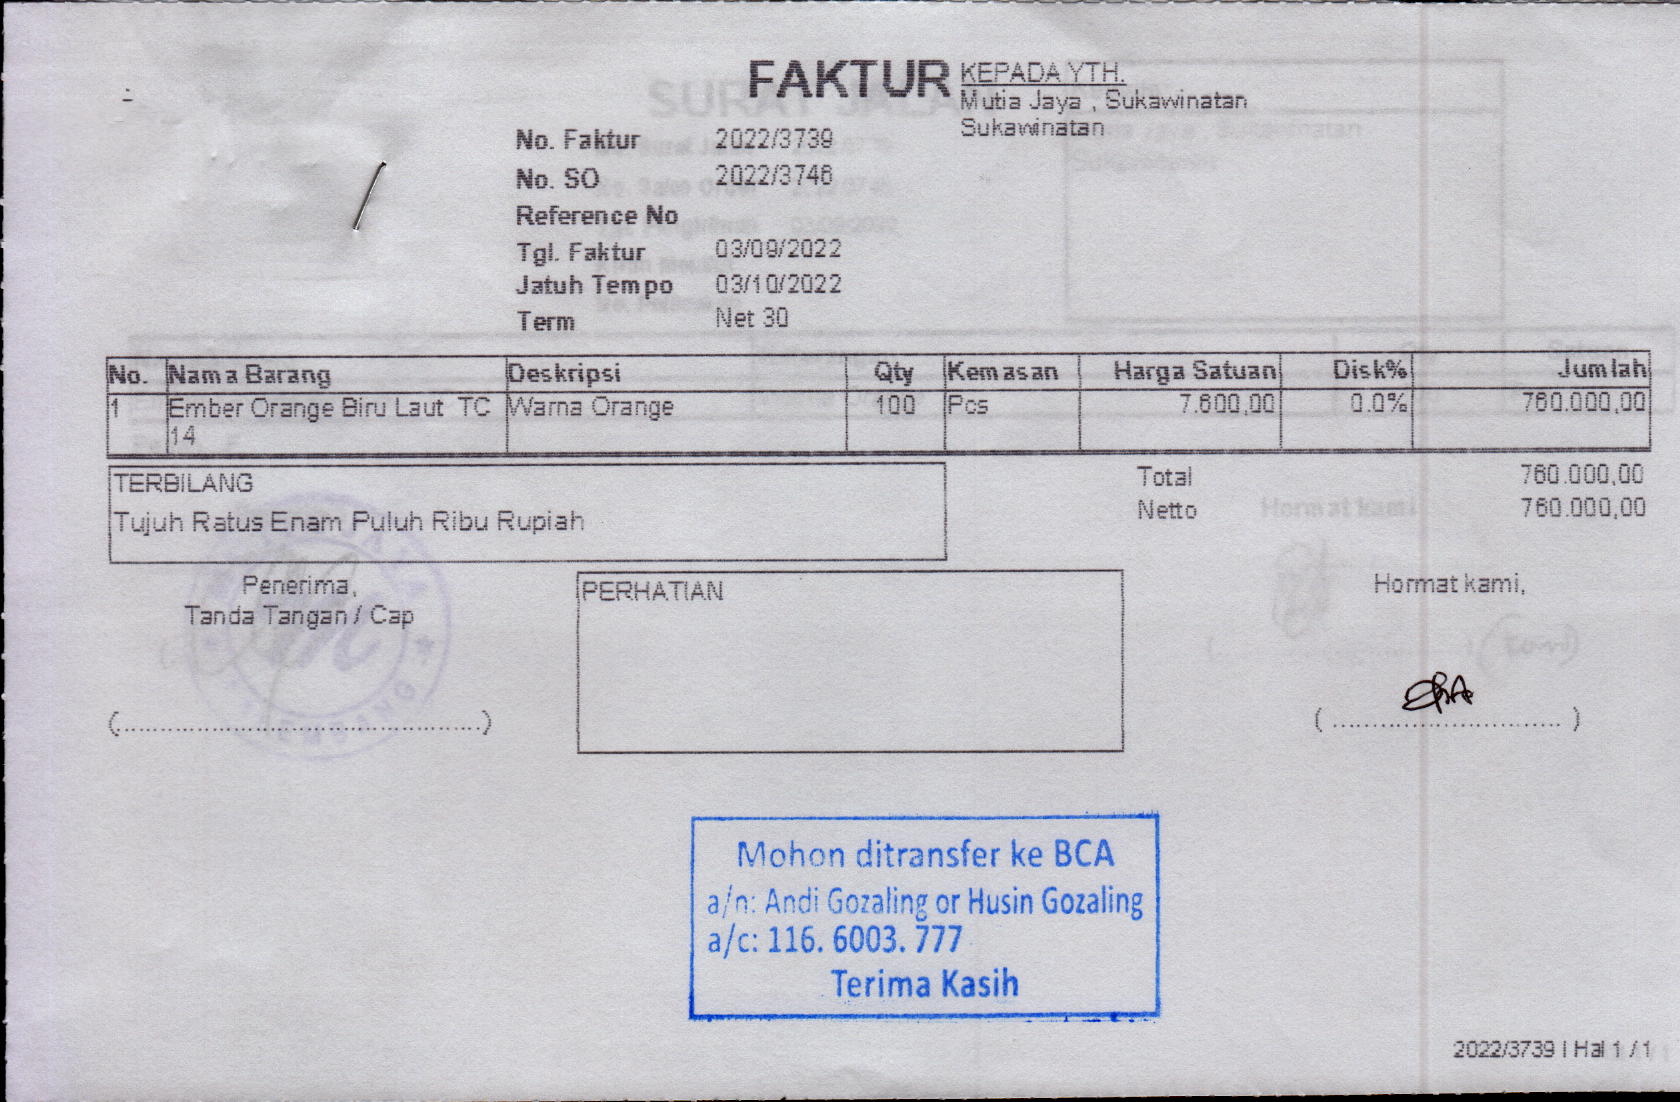 FAKTUR
KEPADA YTH.
Mutia Jaya , Sukawinatan
Sukawinatan
No. Faktur 2022/3739
No. SO 2022/3746
Reference No
Tgl. Faktur 03/09/2022
Jatuh Tempo 03/10/2022
Term Net 30
No. Nama Barang Deskripsi Qty Kemasan Harga Satuan Disk% Jumlah
1 Ember Orange Biru Laut TC Warna Orange 100 Pcs 7.600,00 0.0% 760.000,00
14
TERBILANG
Tujuh Ratus Enam Puluh Ribu Rupiah
Total 760.000,00
Netto 760.000,00
Penerima,
Tanda Tangan / Cap
(..................................................)
PERHATIAN
Hormat kami,
( ............................... )
Mohon ditransfer ke BCA
a/n: Andi Gozaling or Husin Gozaling
a/c: 116. 6003. 777
Terima Kasih
2022/3739 | Hal 1 / 1